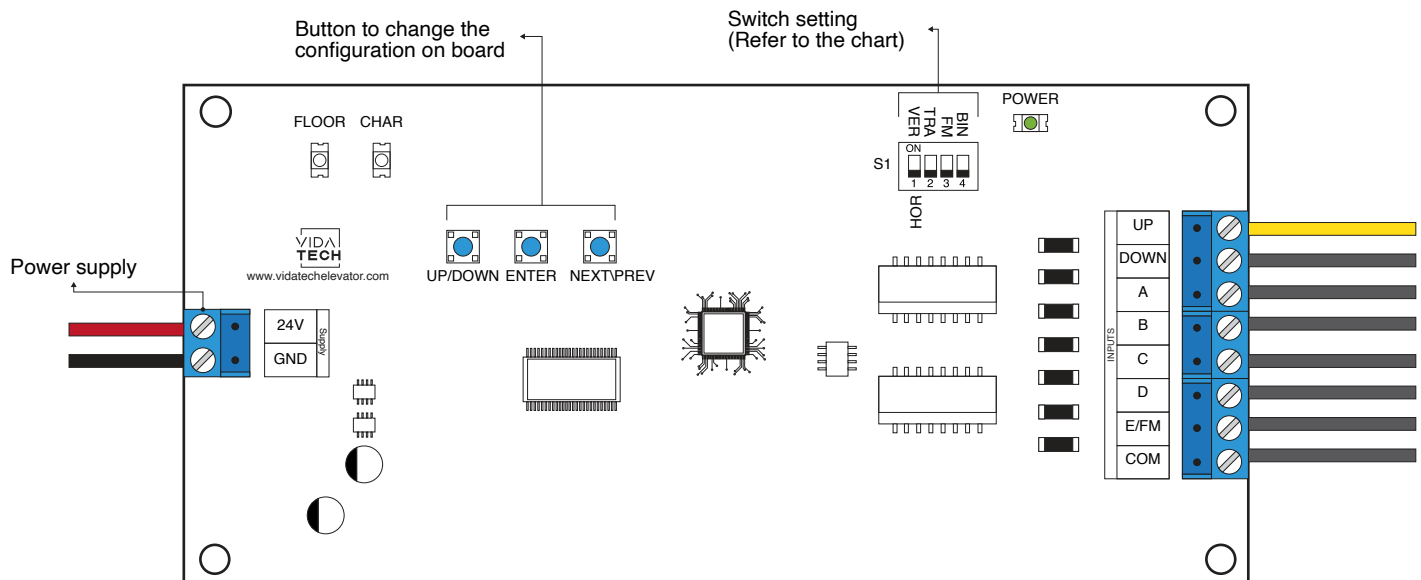 Button to change the
configuration on board
Switch setting
(Refer to the chart)
POWER
VER
TRA
FM
BIN
FLOOR
CHAR
S1
ON
1 2 3 4
HOR
VIDA
TECH
www.vidatechelevator.com
UP/DOWN
ENTER
NEXT\PREV
Power supply
24V
GND
Supply
INPUTS
UP
DOWN
A
B
C
D
E/FM
COM